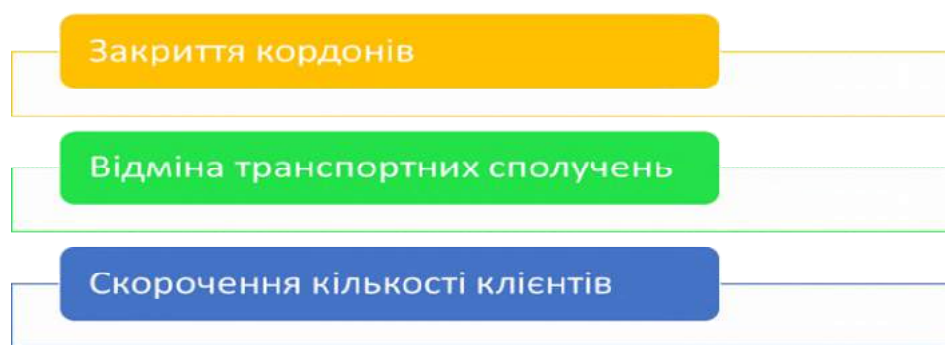 Закриття кордонів
Відміна транспортних сполучень
Скорочення кількості клієнтів